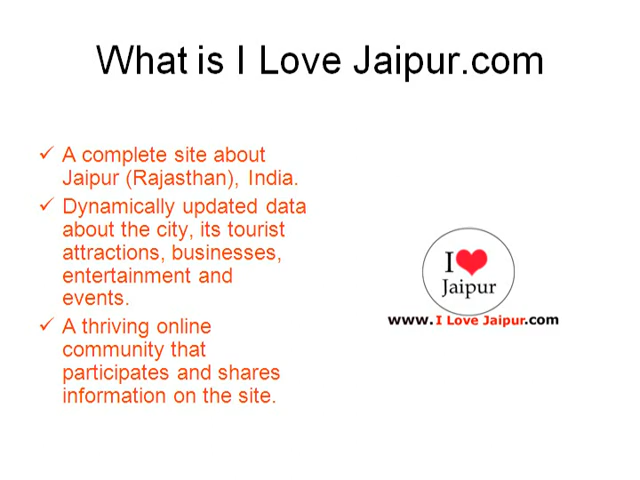 What is I Love Jaipur.com
A complete site about
Jaipur (Rajasthan), India.
Dynamically updated data
about the city, its tourist
attractions, businesses,
entertainment and
events.
A thriving online
community that
participates and shares
information on the site.
I
Jaipur
www.I Love Jaipur.com